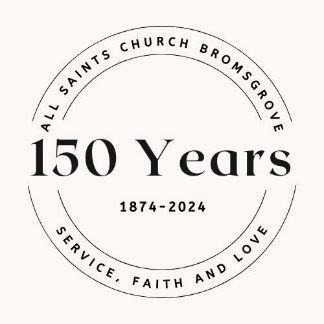 ALL SAINTS CHURCH BROMSGROVE
150 Years
1874-2024
SERVICE, FAITH AND LOVE